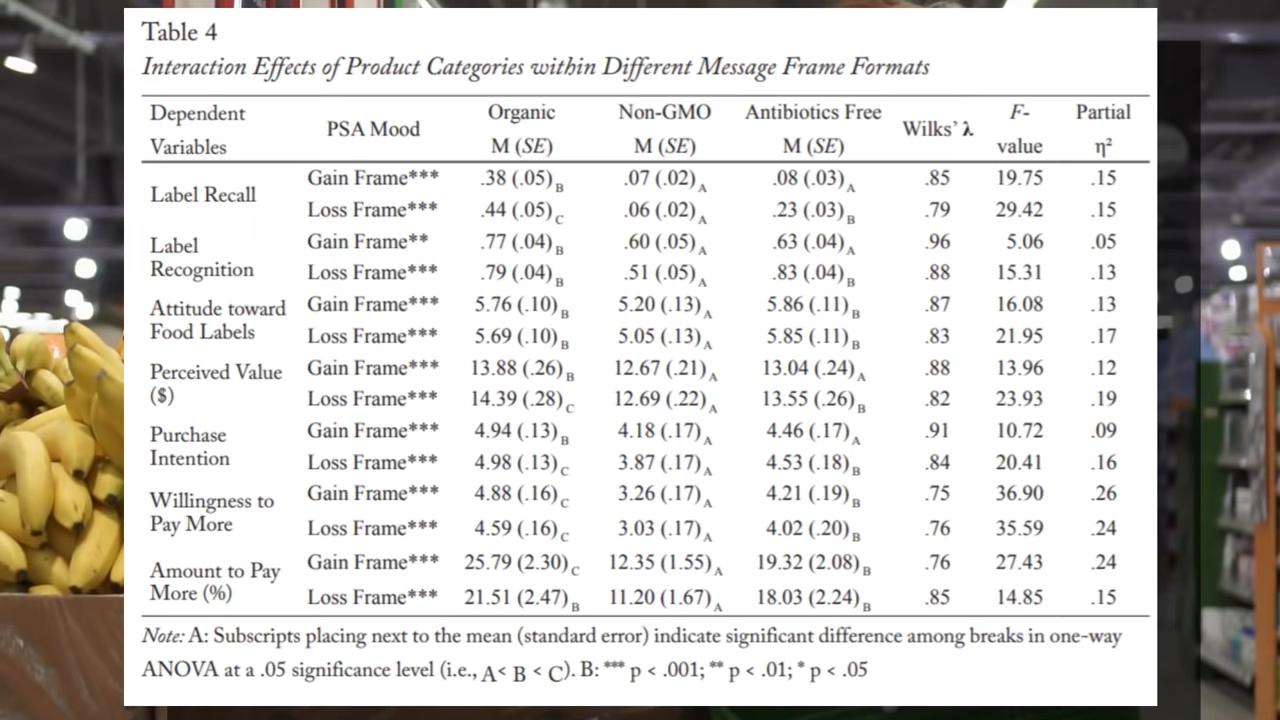 Table 4
Interaction Effects of Product Categories within Different Message Frame Formats
Dependent Variables PSA Mood Organic M (SE) Non-GMO M (SE) Antibiotics Free M (SE) Wilks' λ F-value Partial η²
Label Recall Gain Frame*** .38 (.05) B .07 (.02) A .08 (.03) A .85 19.75 .15
Loss Frame*** .44 (.05) C .06 (.02) A .23 (.03) B .79 29.42 .15
Label Recognition Gain Frame** .77 (.04) B .60 (.05) A .63 (.04) A .96 5.06 .05
Loss Frame*** .79 (.04) B .51 (.05) A .83 (.04) B .88 15.31 .13
Attitude toward Food Labels Gain Frame*** 5.76 (.10) B 5.20 (.13) A 5.86 (.11) B .87 16.08 .13
Loss Frame*** 5.69 (.10) B 5.05 (.13) A 5.85 (.11) B .83 21.95 .17
Perceived Value ($) Gain Frame*** 13.88 (.26) B 12.67 (.21) A 13.04 (.24) A .88 13.96 .12
Loss Frame*** 14.39 (.28) C 12.69 (.22) A 13.55 (.26) B .82 23.93 .19
Purchase Intention Gain Frame*** 4.94 (.13) B 4.18 (.17) A 4.46 (.17) A .91 10.72 .09
Loss Frame*** 4.98 (.13) C 3.87 (.17) A 4.53 (.18) B .84 20.41 .16
Willingness to Pay More Gain Frame*** 4.88 (.16) C 3.26 (.17) A 4.21 (.19) B .75 36.90 .26
Loss Frame*** 4.59 (.16) C 3.03 (.17) A 4.02 (.20) B .76 35.59 .24
Amount to Pay More (%) Gain Frame*** 25.79 (2.30) C 12.35 (1.55) A 19.32 (2.08) B .76 27.43 .24
Loss Frame*** 21.51 (2.47) B 11.20 (1.67) A 18.03 (2.24) B .85 14.85 .15
Note: A: Subscripts placing next to the mean (standard error) indicate significant difference among breaks in one-way
ANOVA at a .05 significance level (i.e., A< B < C). B: *** p < .001; ** p < .01; * p < .05